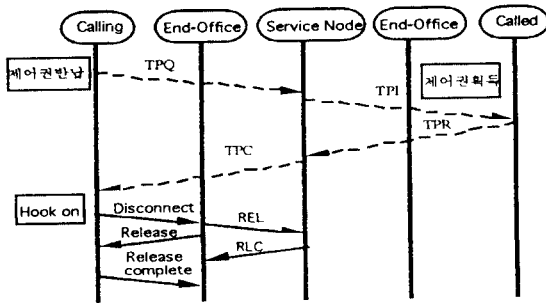 Calling
End-Office
Service Node
End-Office
Called
제어권반납
TPQ
TPI
제어권획득
TPR
TPC
Hook on
Disconnect
REL
Release
RLC
Release
complete